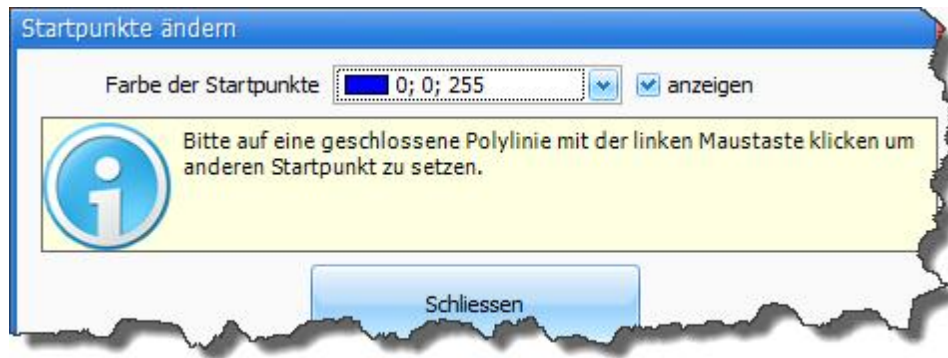 Startpunkte ändern
Farbe der Startpunkte 0; 0; 255 anzeigen
Bitte auf eine geschlossene Polylinie mit der linken Maustaste klicken um
anderen Startpunkt zu setzen.
Schliessen